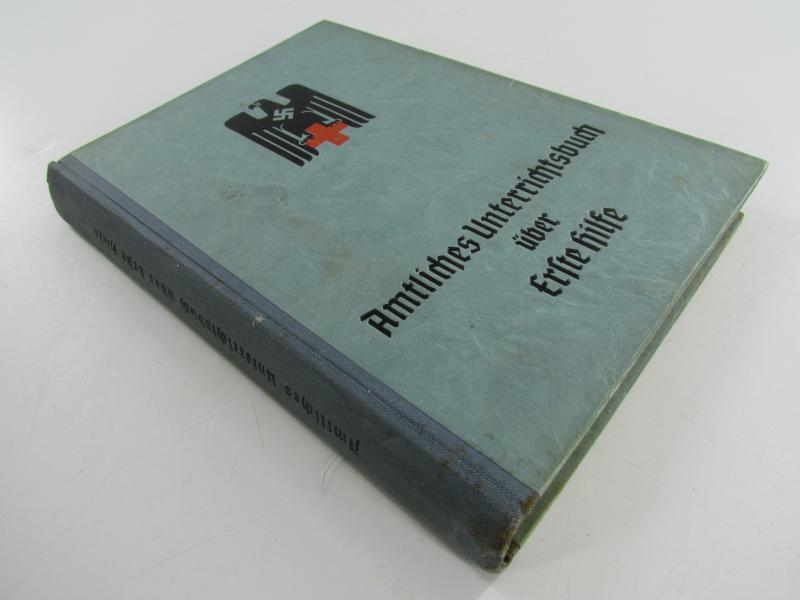 Amtliches Unterrichtsbuch
über
Erste Hilfe
Amtliches Unterrichtsbuch über Erste Hilfe